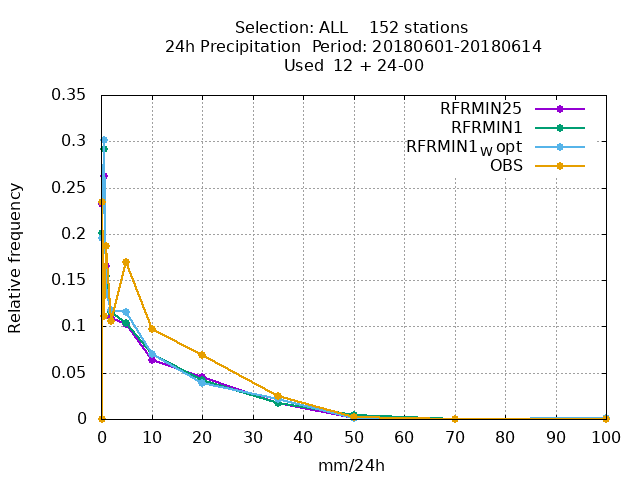 Selection: ALL    152 stations
24h Precipitation  Period: 20180601-20180614
Used  12 + 24-00
0.35
0.3
0.25
0.2
0.15
0.1
0.05
0
Relative frequency
RFRMIN25
RFRMIN1
RFRMIN1w opt
OBS
0 10 20 30 40 50 60 70 80 90 100
mm/24h